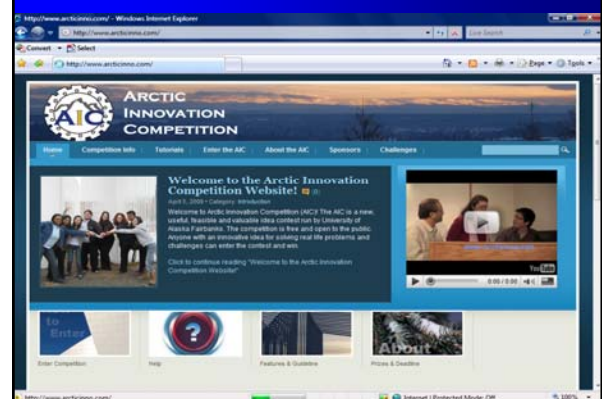 http://www.arcticinno.com/ - Windows Internet Explorer
http://www.arcticinno.com/
Live Search
Convert Select
http://www.arcticinno.com/
Page Tools
AIC
ARCTIC
INNOVATION
COMPETITION
Home Competition Info Tutorials Enter the AIC About the AIC Sponsors Challenges
Welcome to the Arctic Innovation
Competition Website!
April 5, 2009 • Category: Introduction
Welcome to Arctic Innovation Competition (AIC)! The AIC is a new,
useful, feasible and valuable idea contest run by University of
Alaska Fairbanks. The competition is free and open to the public.
Anyone with an innovative idea for solving real life problems and
challenges can enter the contest and win.
Click to continue reading "Welcome to the Arctic Innovation
Competition Website!"
YouTube
0:00 / 0:00
to
Enter
?
About
Enter Competition
Help
Features & Guideline
Prizes & Deadline
http://www.arcticinno.com/
Internet | Protected Mode: Off
100%